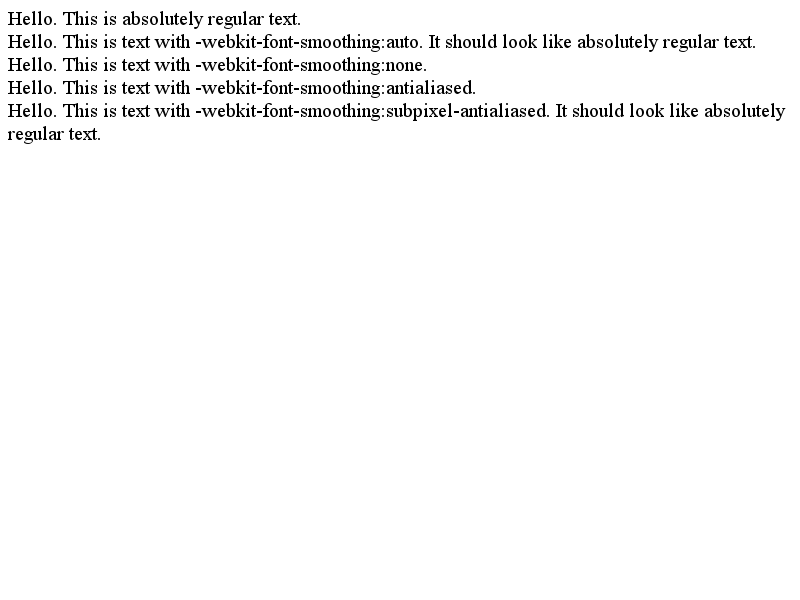 Hello. This is absolutely regular text.
Hello. This is text with -webkit-font-smoothing:auto. It should look like absolutely regular text.
Hello. This is text with -webkit-font-smoothing:none.
Hello. This is text with -webkit-font-smoothing:antialiased.
Hello. This is text with -webkit-font-smoothing:subpixel-antialiased. It should look like absolutely
regular text.